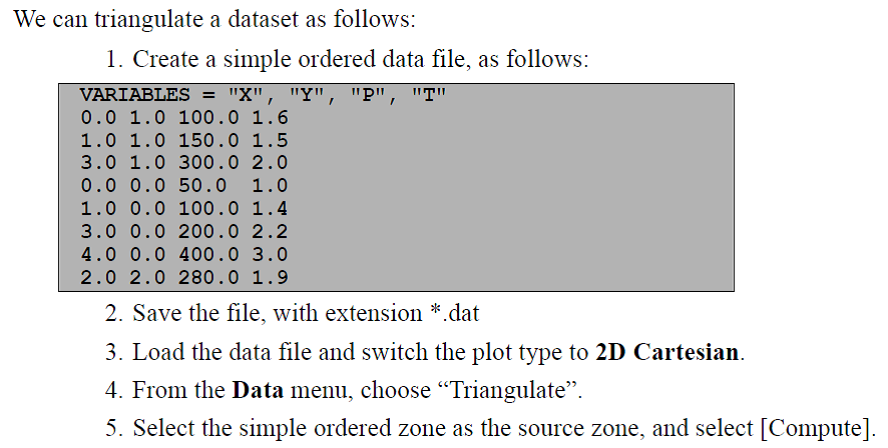 We can triangulate a dataset as follows:
1. Create a simple ordered data file, as follows:
VARIABLES = "X", "Y", "P", "T"
0.0 1.0 100.0 1.6
1.0 1.0 150.0 1.5
3.0 1.0 300.0 2.0
0.0 0.0 50.0  1.0
1.0 0.0 100.0 1.4
3.0 0.0 200.0 2.2
4.0 0.0 400.0 3.0
2.0 2.0 280.0 1.9
2. Save the file, with extension *.dat
3. Load the data file and switch the plot type to 2D Cartesian.
4. From the Data menu, choose “Triangulate”.
5. Select the simple ordered zone as the source zone, and select [Compute].